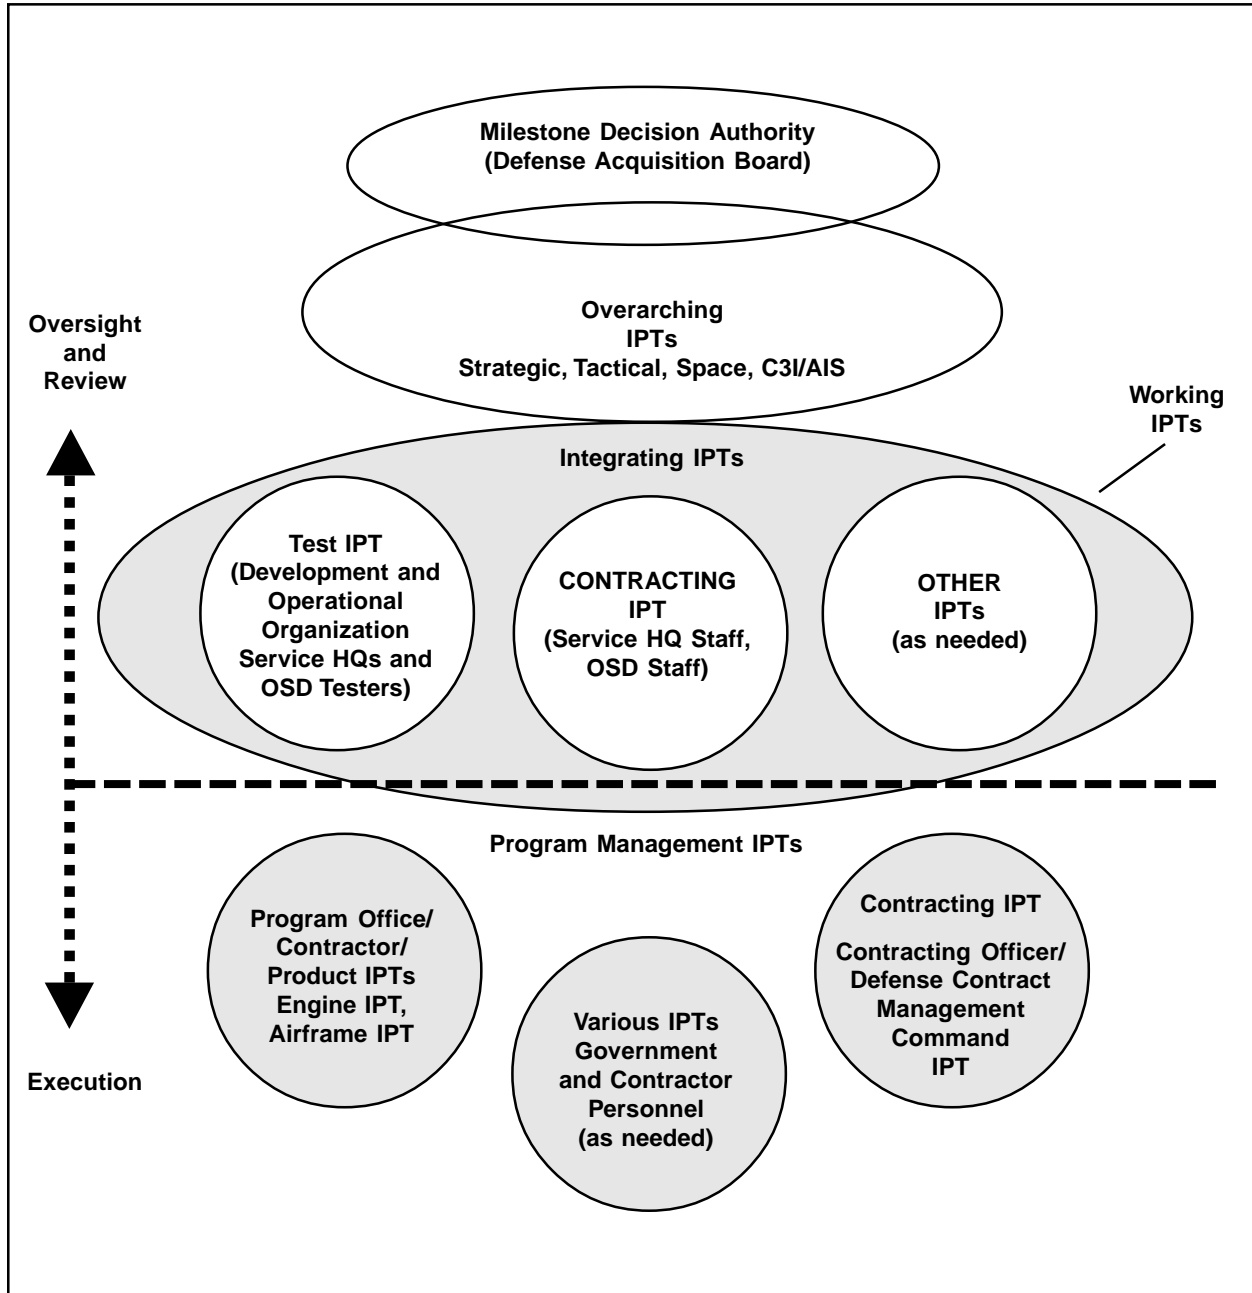 Milestone Decision Authority
(Defense Acquisition Board)
Overarching
IPTs
Strategic, Tactical, Space, C3I/AIS
Oversight
and
Review
Working
IPTs
Integrating IPTs
Test IPT
(Development and
Operational
Organization
Service HQs and
OSD Testers)
CONTRACTING
IPT
(Service HQ Staff,
OSD Staff)
OTHER
IPTs
(as needed)
Program Management IPTs
Program Office/
Contractor/
Product IPTs
Engine IPT,
Airframe IPT
Various IPTs
Government
and Contractor
Personnel
(as needed)
Contracting IPT
Contracting Officer/
Defense Contract
Management
Command
IPT
Execution